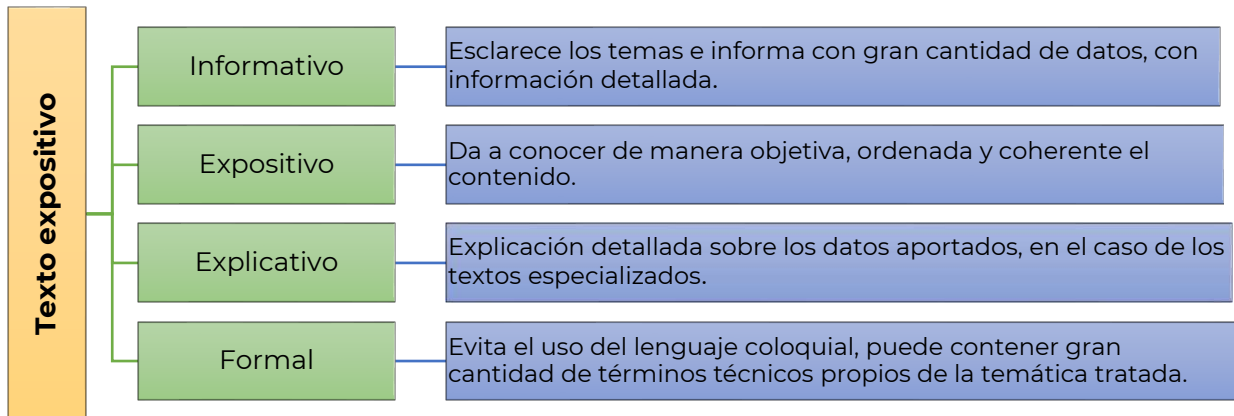 Texto expositivo
Informativo
Esclarece los temas e informa con gran cantidad de datos, con
información detallada.
Expositivo
Da a conocer de manera objetiva, ordenada y coherente el
contenido.
Explicativo
Explicación detallada sobre los datos aportados, en el caso de los
textos especializados.
Formal
Evita el uso del lenguaje coloquial, puede contener gran
cantidad de términos técnicos propios de la temática tratada.